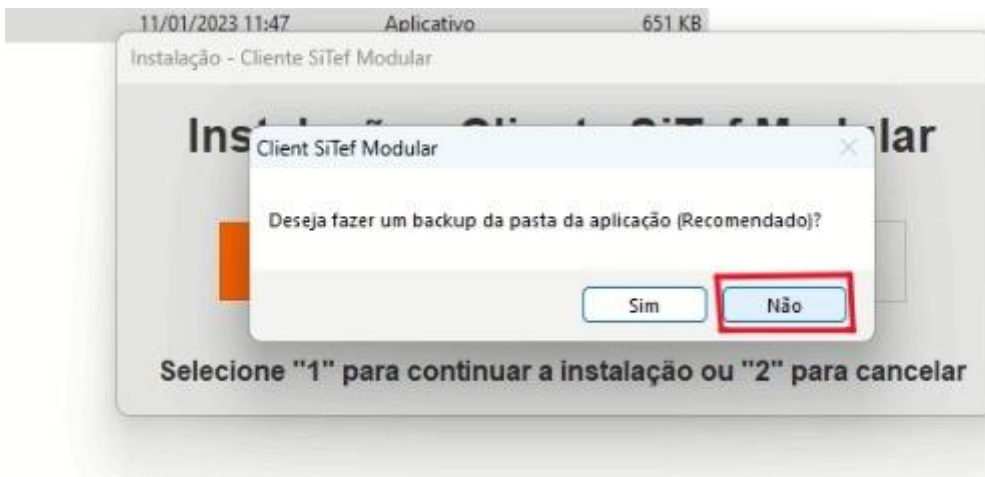 11/01/2023 11:47 Aplicativo 651 KB
Instalação - Cliente SiTef Modular
Client SiTef Modular
Deseja fazer um backup da pasta da aplicação (Recomendado)?
Sim Não
Selecione "1" para continuar a instalação ou "2" para cancelar